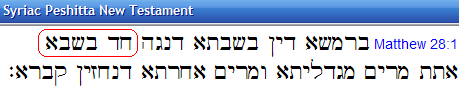 Syriac Peshitta New Testament
Matthew 28:1 ברמשא דין בשבתא דנגה חד בשבא
אתת מרים מגדליתא ומרים אחרתא דנחזין קברא: